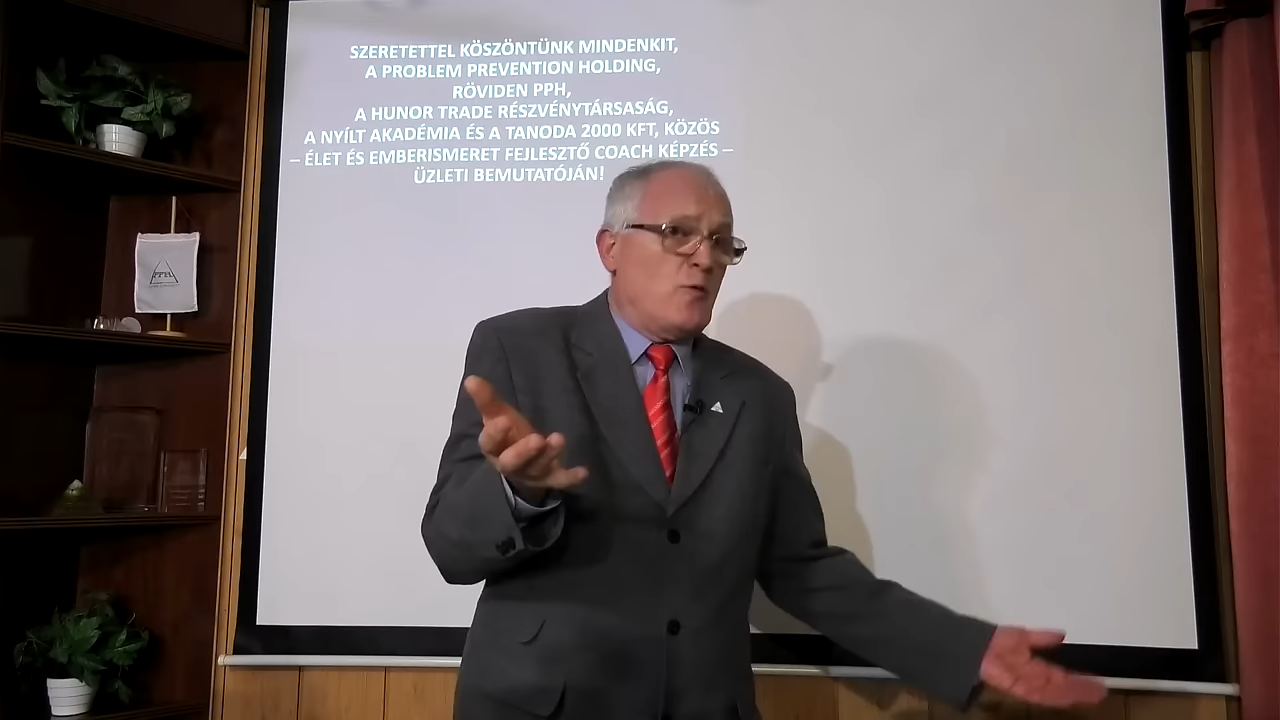 SZERETETTEL KÖSZÖNTÜNK MINDENKIT,
A PROBLEM PREVENTION HOLDING,
RÖVIDEN PPH,
A HUNOR TRADE RÉSZVÉNYTÁRSASÁG,
A NYÍLT AKADÉMIA ÉS A TANODA 2000 KFT, KÖZÖS
– ÉLET ÉS EMBERISMERET FEJLESZTŐ COACH KÉPZÉS –
ÜZLETI BEMUTATÓJÁN!